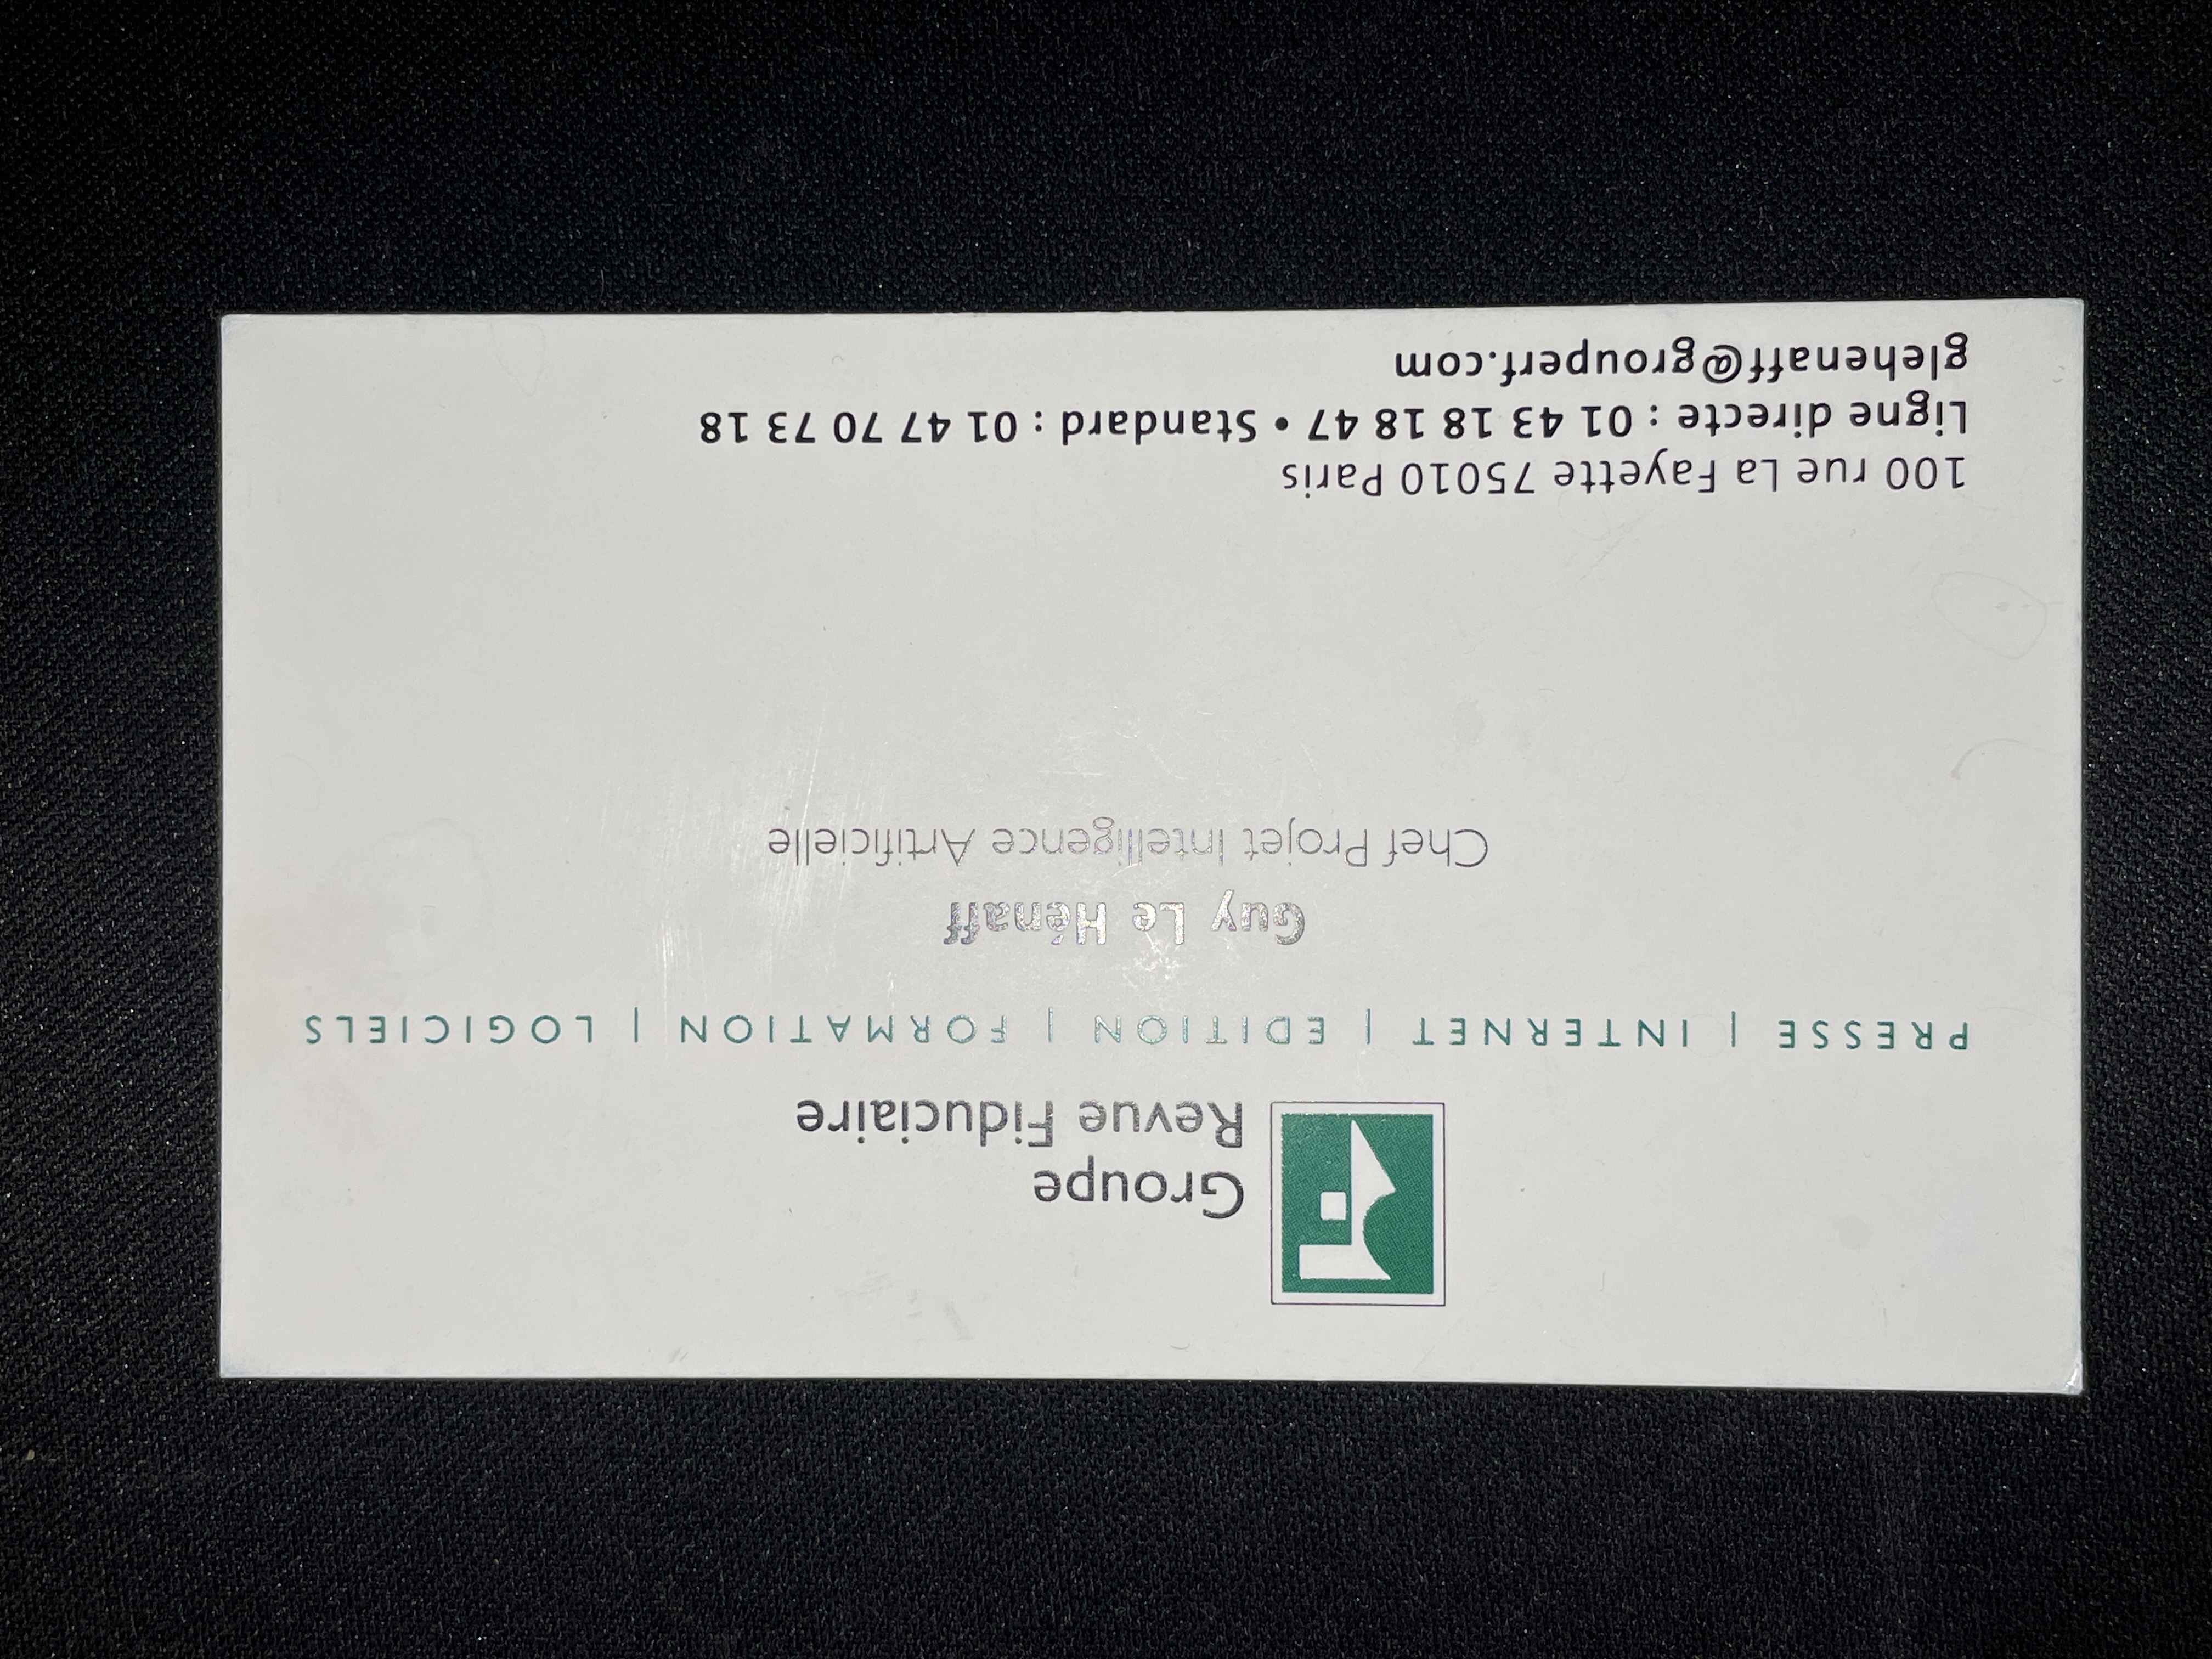 Groupe
Revue Fiduciaire
PRESSE | INTERNET | EDITION | FORMATION | LOGICIELS
Guy Le Hénaff
Chef Projet Intelligence Artificielle
100 rue La Fayette 75010 Paris
Ligne directe : 01 43 18 18 47 • Standard : 01 47 70 73 18
glehenaff@grouperf.com